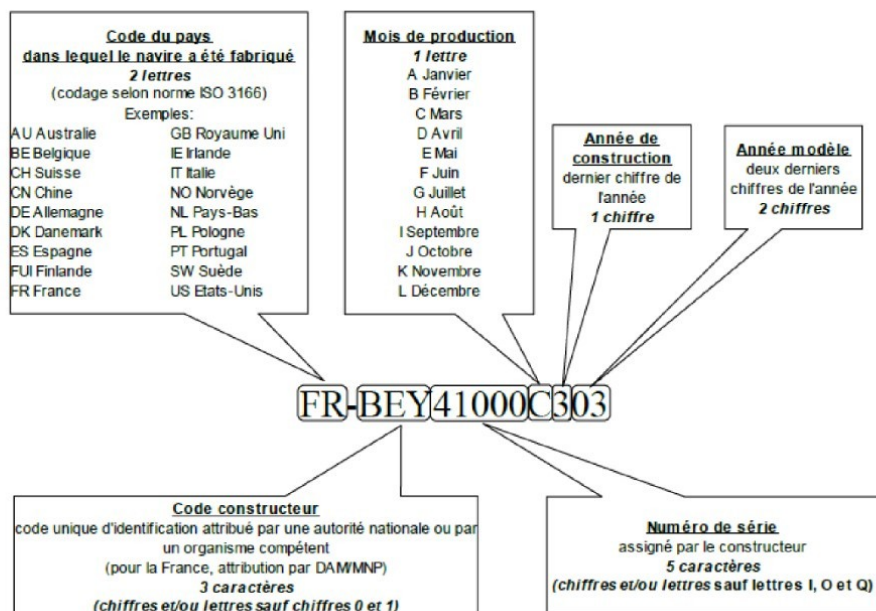 Code du pays
dans lequel le navire a été fabriqué
2 lettres
(codage selon norme ISO 3166)
Exemples:
AU Australie
BE Belgique
CH Suisse
CN Chine
DE Allemagne
DK Danemark
ES Espagne
FUI Finlande
FR France
GB Royaume Uni
IE Irlande
IT Italie
NO Norvège
NL Pays-Bas
PL Pologne
PT Portugal
SW Suède
US Etats-Unis
Mois de production
1 lettre
A Janvier
B Février
C Mars
D Avril
E Mai
F Juin
G Juillet
H Août
I Septembre
J Octobre
K Novembre
L Décembre
Année de
construction
dernier chiffre de
l'année
1 chiffre
Année modèle
deux derniers
chiffres de l'année
2 chiffres
FR-BEY41000C303
Code constructeur
code unique d'identification attribué par une autorité nationale ou par
un organisme compétent
(pour la France, attribution par DAM/MNP)
3 caractères
(chiffres et/ou lettres sauf chiffres 0 et 1)
Numéro de série
assigné par le constructeur
5 caractères
(chiffres et/ou lettres sauf lettres I, O et Q)